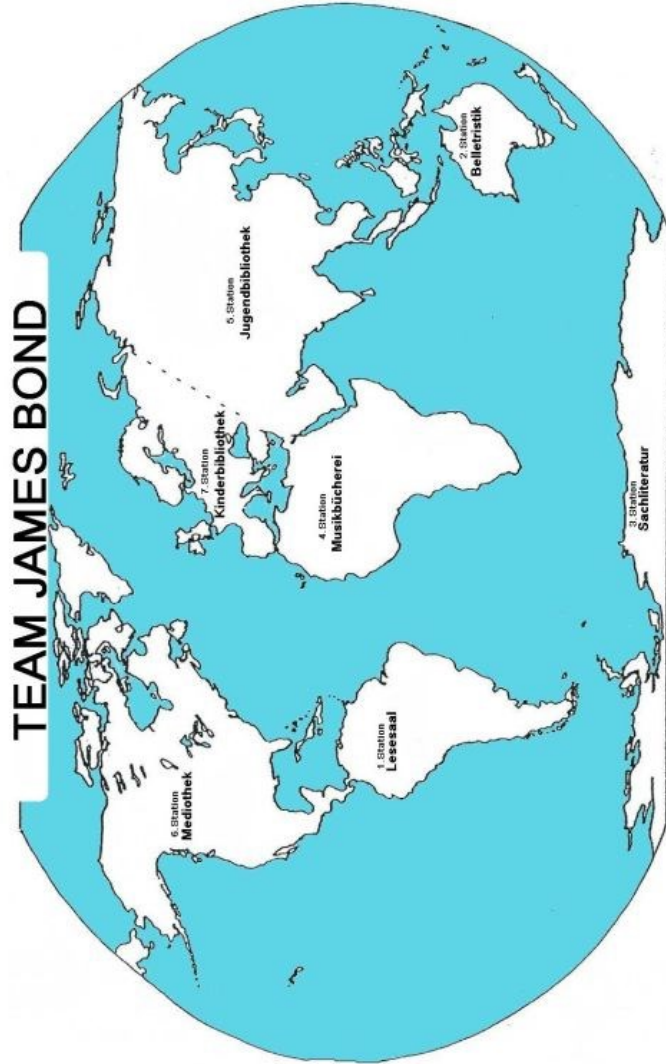 TEAM JAMES BOND
1.Station
Lesesaal
2.Station
Belletristik
3.Station
Sachliteratur
4.Station
Musikbücherei
5.Station
Jugendbibliothek
6.Station
Mediothek
7.Station
Kinderbibliothek